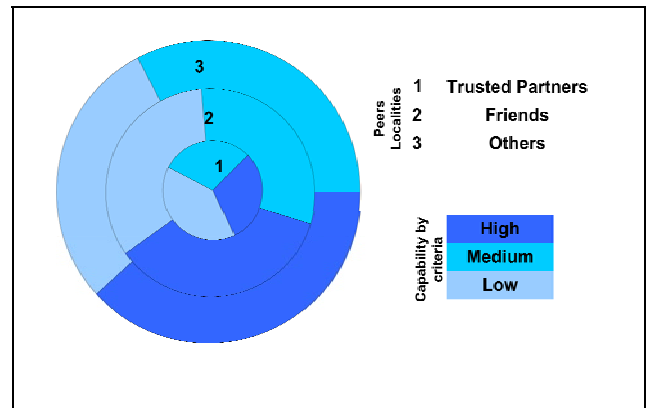 3
2
1
Peers
Localities
1 Trusted Partners
2 Friends
3 Others
Capability by
criteria
High
Medium
Low